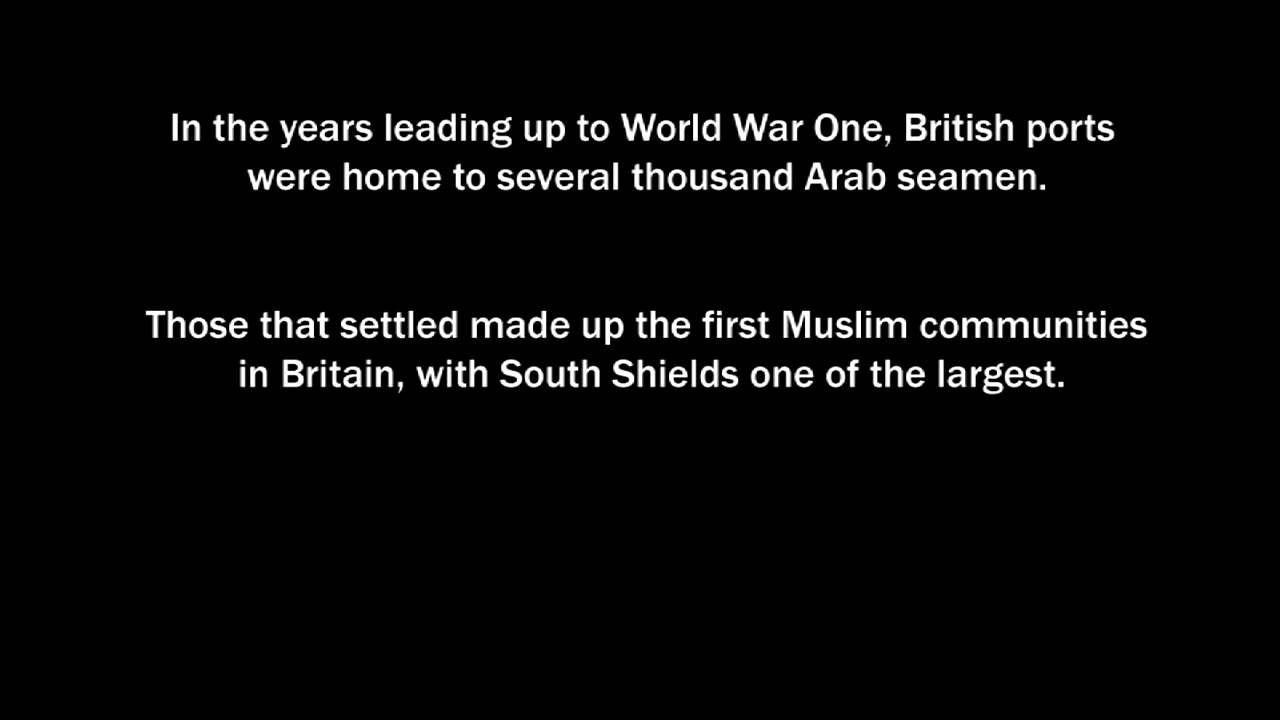 In the years leading up to World War One, British ports
were home to several thousand Arab seamen.
Those that settled made up the first Muslim communities
in Britain, with South Shields one of the largest.